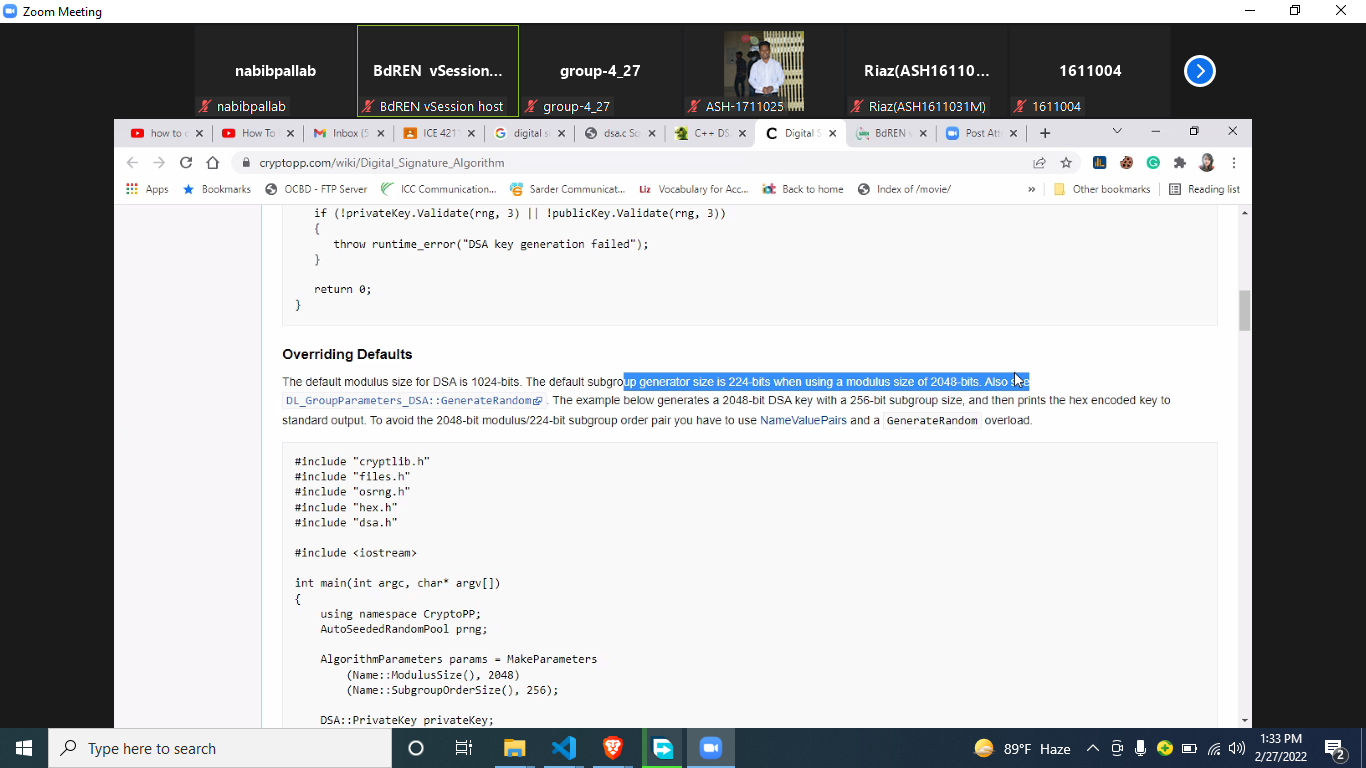 Zoom Meeting
nabibpallab
BdREN vSession...
group-4_27
Riaz(ASH16110...
1611004
nabibpallab
BdREN vSession host
group-4_27
ASH-1711025
Riaz(ASH1611031M)
1611004
how to c
How To
Inbox (5
ICE 421
digital si
dsa.c So
C++ DS
Digital S
BdREN v
Post Att
cryptopp.com/wiki/Digital_Signature_Algorithm
Apps
Bookmarks
OCBD - FTP Server
ICC Communication...
Sarder Communicat...
Liz Vocabulary for Acc...
Back to home
Index of /movie/
»
Other bookmarks
Reading list
if (!privateKey.Validate(rng, 3) || !publicKey.Validate(rng, 3))
{
throw runtime_error("DSA key generation failed");
}
return 0;
}
Overriding Defaults
The default modulus size for DSA is 1024-bits. The default subgroup generator size is 224-bits when using a modulus size of 2048-bits. Also see
DL_GroupParameters_DSA::GenerateRandom . The example below generates a 2048-bit DSA key with a 256-bit subgroup size, and then prints the hex encoded key to
standard output. To avoid the 2048-bit modulus/224-bit subgroup order pair you have to use NameValuePairs and a GenerateRandom overload.
#include "cryptlib.h"
#include "files.h"
#include "osrng.h"
#include "hex.h"
#include "dsa.h"
#include <iostream>
int main(int argc, char* argv[])
{
using namespace CryptoPP;
AutoSeededRandomPool prng;
AlgorithmParameters params = MakeParameters
(Name::ModulusSize(), 2048)
(Name::SubgroupOrderSize(), 256);
DSA::PrivateKey privateKey;
Type here to search
89°F Haze
1:33 PM
2/27/2022
2